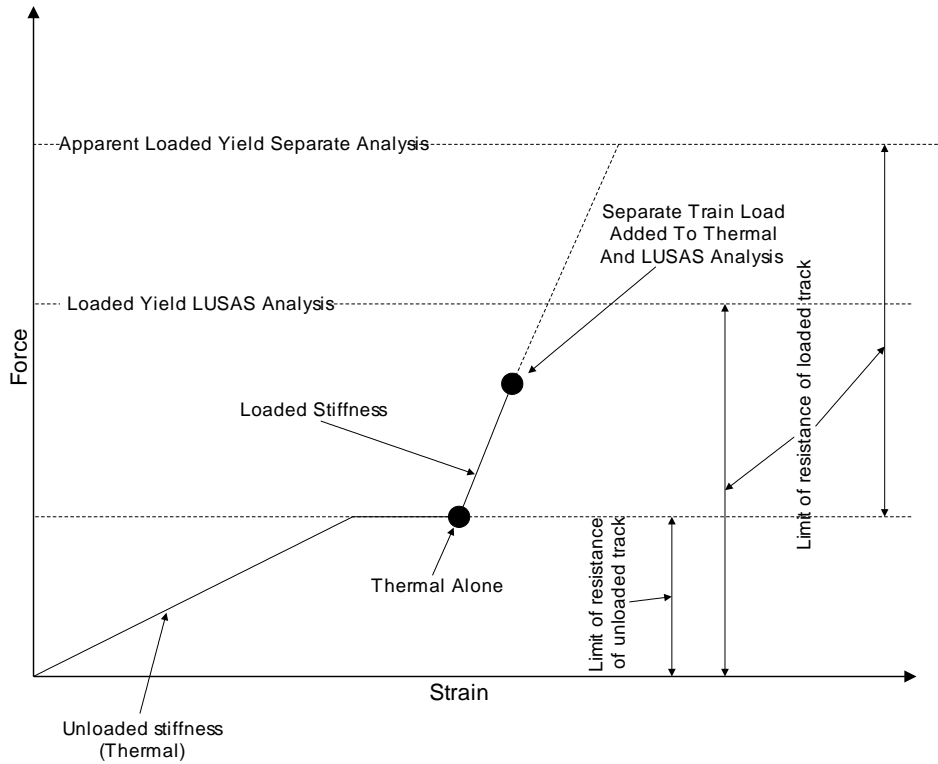 Apparent Loaded Yield Separate Analysis
Separate Train Load
Added To Thermal
And LUSAS Analysis
Loaded Yield LUSAS Analysis
Force
Loaded Stiffness
Limit of resistance of loaded track
Thermal Alone
Limit of resistance
of unloaded track
Strain
Unloaded stiffness
(Thermal)